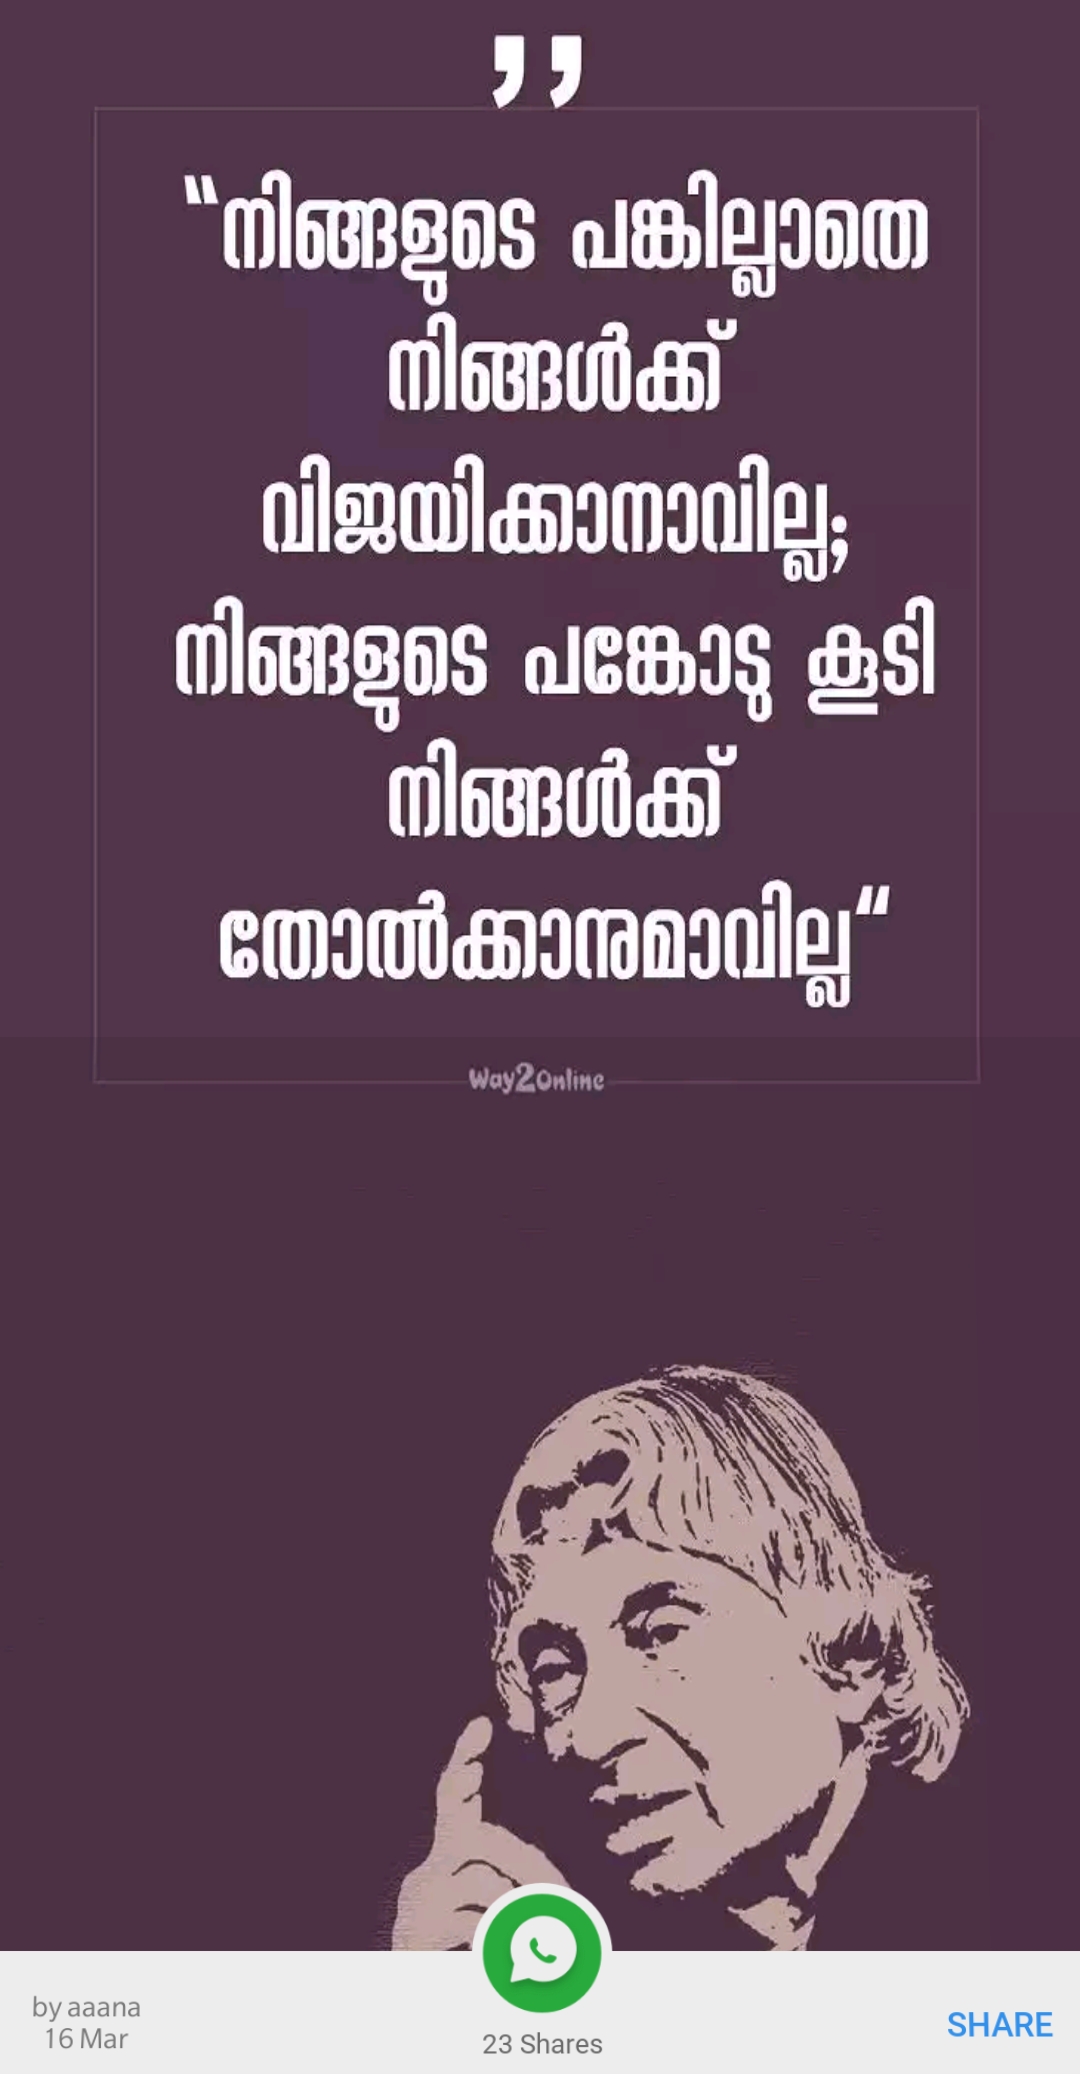 ”
“നിങ്ങളുടെ പങ്കില്ലാതെ
നിങ്ങൾക്ക്
വിജയിക്കാനാവില്ല;
നിങ്ങളുടെ പങ്കോടു കൂടി
നിങ്ങൾക്ക്
തോൽക്കാനുമാവില്ല“
Way2Online
by aaana
16 Mar
23 Shares
SHARE